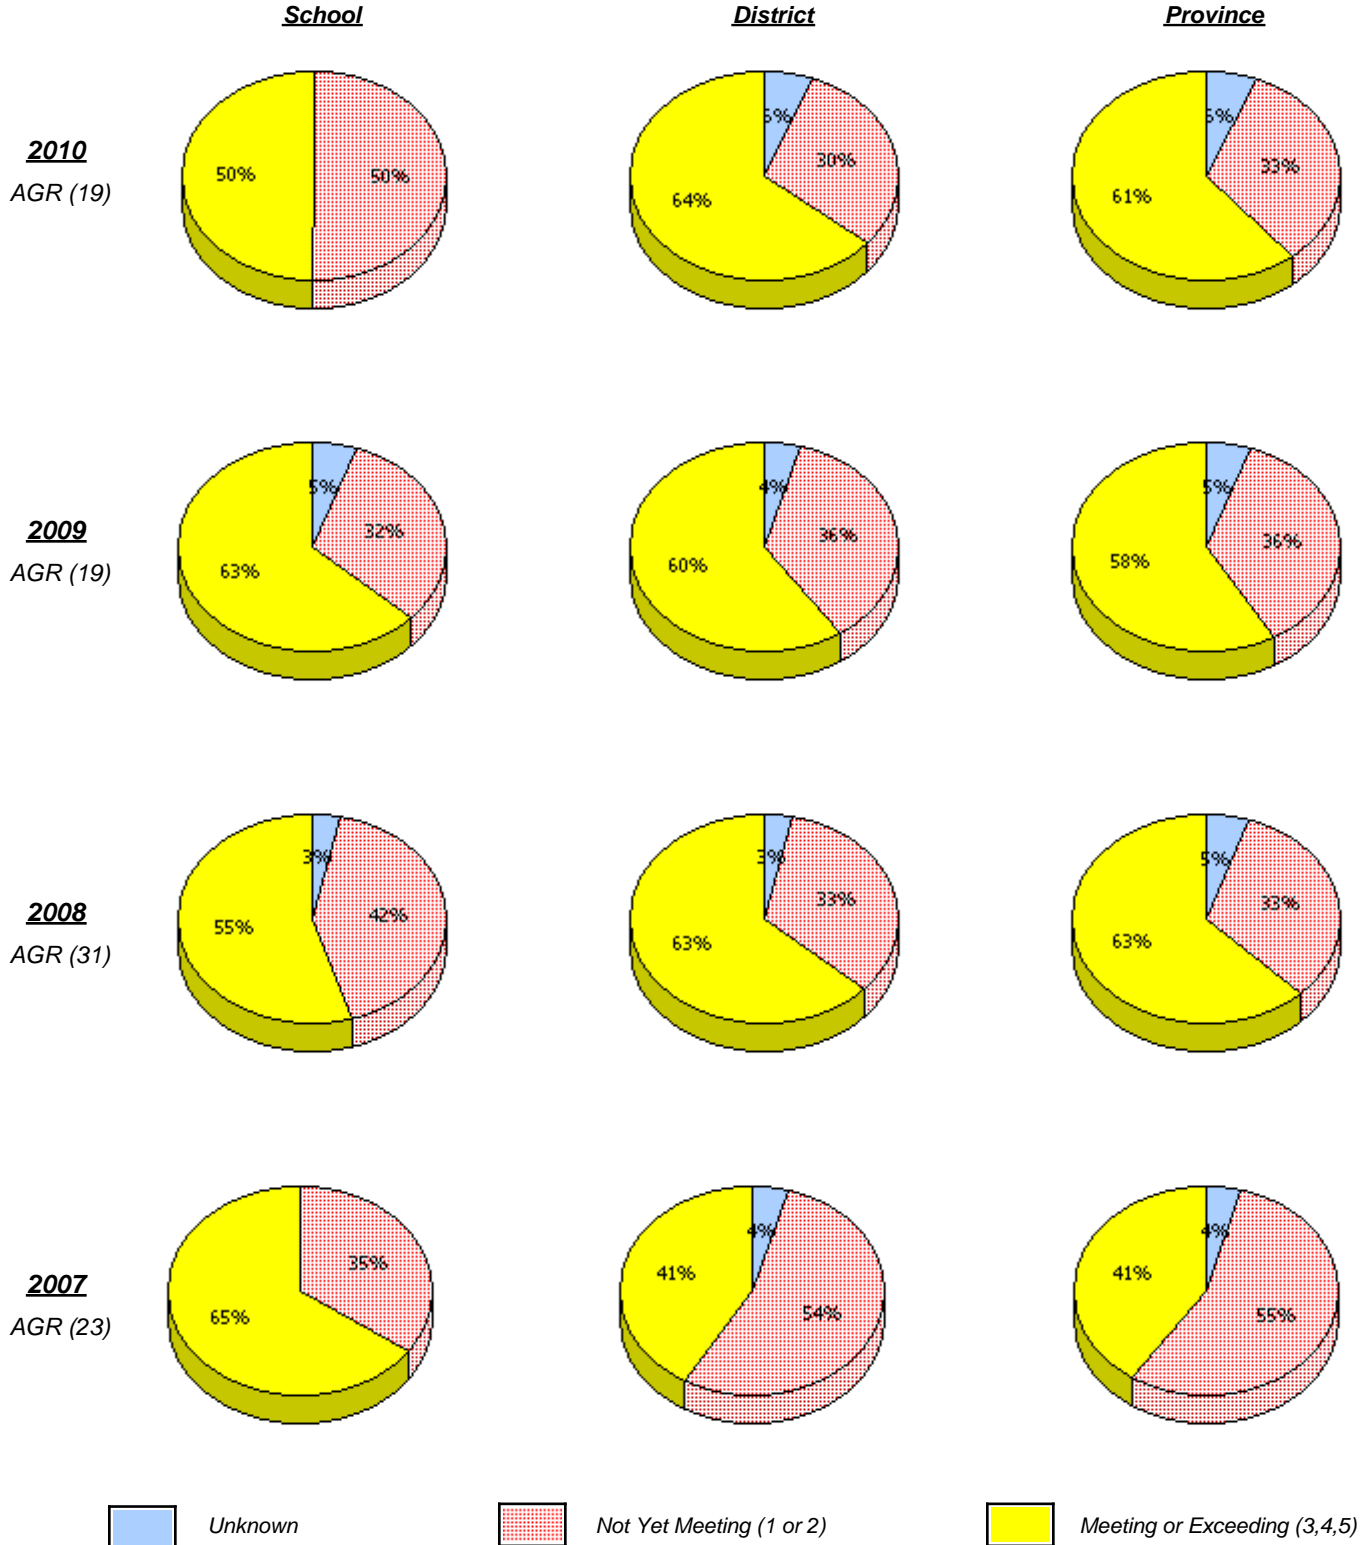 School District Province
2010
AGR (19)
50% 50%
6% 30% 64%
6% 33% 61%
2009
AGR (19)
5% 32% 63%
4% 36% 60%
5% 36% 58%
2008
AGR (31)
3% 42% 55%
3% 33% 63%
5% 33% 63%
2007
AGR (23)
35% 65%
4% 54% 41%
4% 55% 41%
Unknown Not Yet Meeting (1 or 2) Meeting or Exceeding (3,4,5)